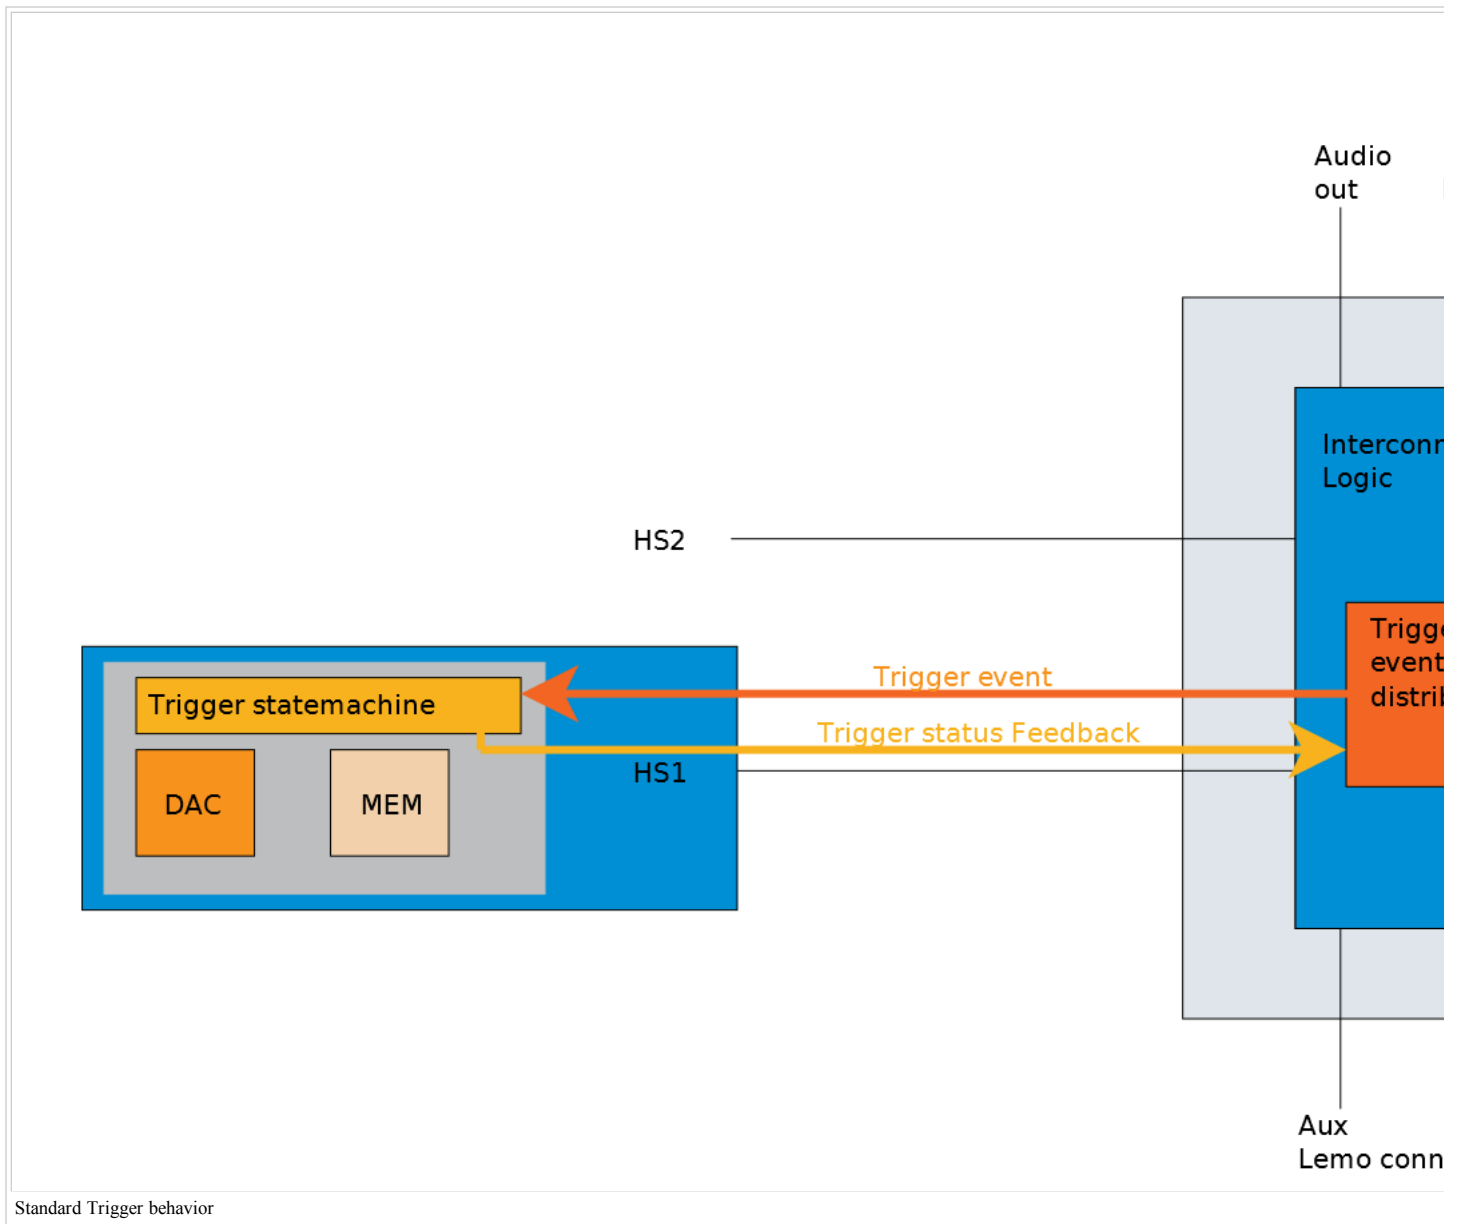 Audio
out
Interconn
Logic
HS2
Trigge
event
distrib
Trigger event
Trigger statemachine
Trigger status Feedback
HS1
DAC
MEM
Aux
Lemo conn
Standard Trigger behavior